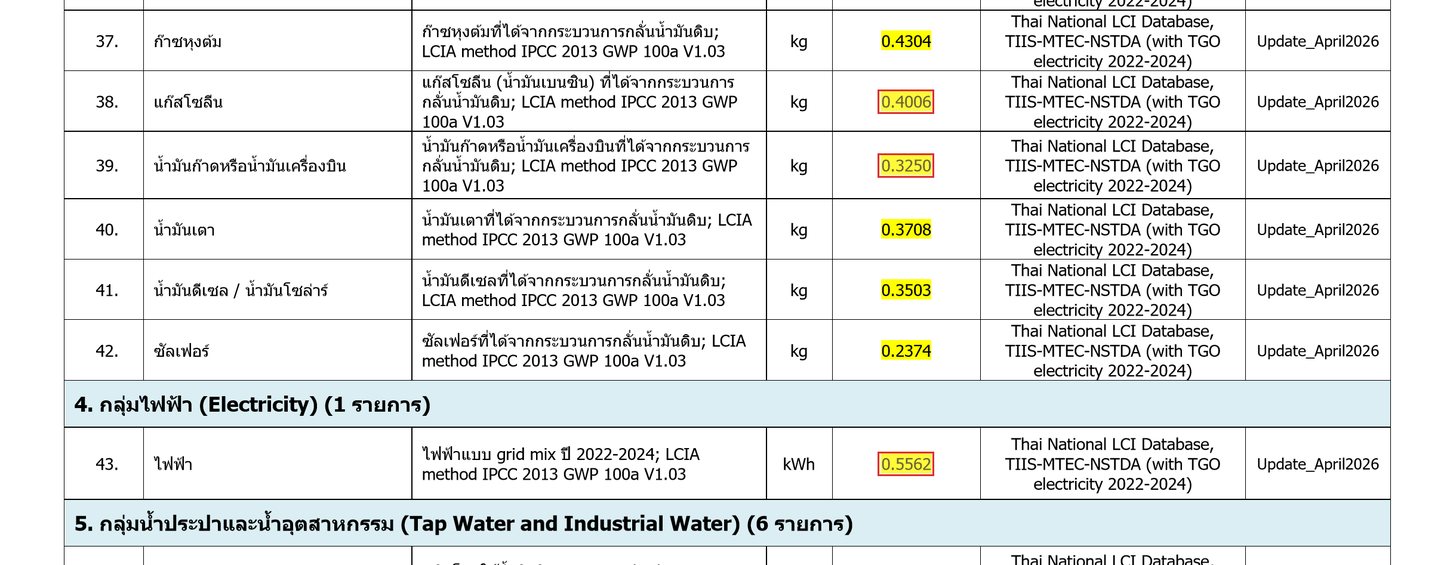 electricity 2022-2024)
37.
ก๊าซหุงต้ม
ก๊าซหุงต้มที่ได้จากกระบวนการกลั่นน้ำมันดิบ;
LCIA method IPCC 2013 GWP 100a V1.03
kg
0.4304
Thai National LCI Database,
TIIS-MTEC-NSTDA (with TGO
electricity 2022-2024)
Update_April2026
38.
แก๊สโซลีน
แก๊สโซลีน (น้ำมันเบนซิน) ที่ได้จากกระบวนการ
กลั่นน้ำมันดิบ; LCIA method IPCC 2013 GWP
100a V1.03
kg
0.4006
Thai National LCI Database,
TIIS-MTEC-NSTDA (with TGO
electricity 2022-2024)
Update_April2026
39.
น้ำมันก๊าดหรือน้ำมันเครื่องบิน
น้ำมันก๊าดหรือน้ำมันเครื่องบินที่ได้จากกระบวนการ
กลั่นน้ำมันดิบ; LCIA method IPCC 2013 GWP
100a V1.03
kg
0.3250
Thai National LCI Database,
TIIS-MTEC-NSTDA (with TGO
electricity 2022-2024)
Update_April2026
40.
น้ำมันเตา
น้ำมันเตาที่ได้จากกระบวนการกลั่นน้ำมันดิบ; LCIA
method IPCC 2013 GWP 100a V1.03
kg
0.3708
Thai National LCI Database,
TIIS-MTEC-NSTDA (with TGO
electricity 2022-2024)
Update_April2026
41.
น้ำมันดีเซล / น้ำมันโซล่าร์
น้ำมันดีเซลที่ได้จากกระบวนการกลั่นน้ำมันดิบ;
LCIA method IPCC 2013 GWP 100a V1.03
kg
0.3503
Thai National LCI Database,
TIIS-MTEC-NSTDA (with TGO
electricity 2022-2024)
Update_April2026
42.
ซัลเฟอร์
ซัลเฟอร์ที่ได้จากกระบวนการกลั่นน้ำมันดิบ; LCIA
method IPCC 2013 GWP 100a V1.03
kg
0.2374
Thai National LCI Database,
TIIS-MTEC-NSTDA (with TGO
electricity 2022-2024)
Update_April2026
4. กลุ่มไฟฟ้า (Electricity) (1 รายการ)
43.
ไฟฟ้า
ไฟฟ้าแบบ grid mix ปี 2022-2024; LCIA
method IPCC 2013 GWP 100a V1.03
kWh
0.5562
Thai National LCI Database,
TIIS-MTEC-NSTDA (with TGO
electricity 2022-2024)
Update_April2026
5. กลุ่มน้ำประปาและน้ำอุตสาหกรรม (Tap Water and Industrial Water) (6 รายการ)
Thai National LCI Database,